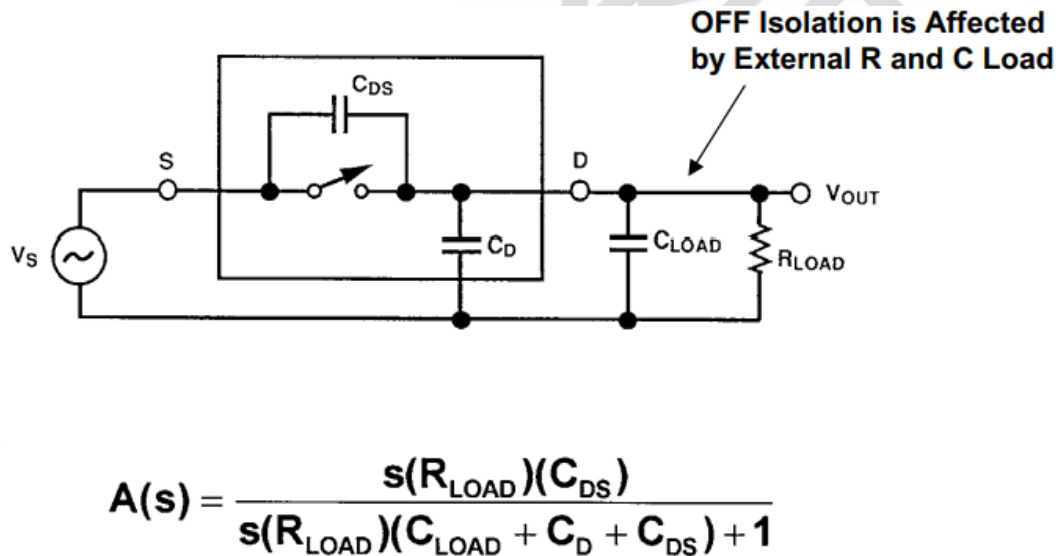 OFF Isolation is Affected
by External R and C Load
C_DS
S
D
V_OUT
V_S
C_D
C_LOAD
R_LOAD
A(s) = s(R_LOAD)(C_DS) / s(R_LOAD)(C_LOAD + C_D + C_DS) + 1